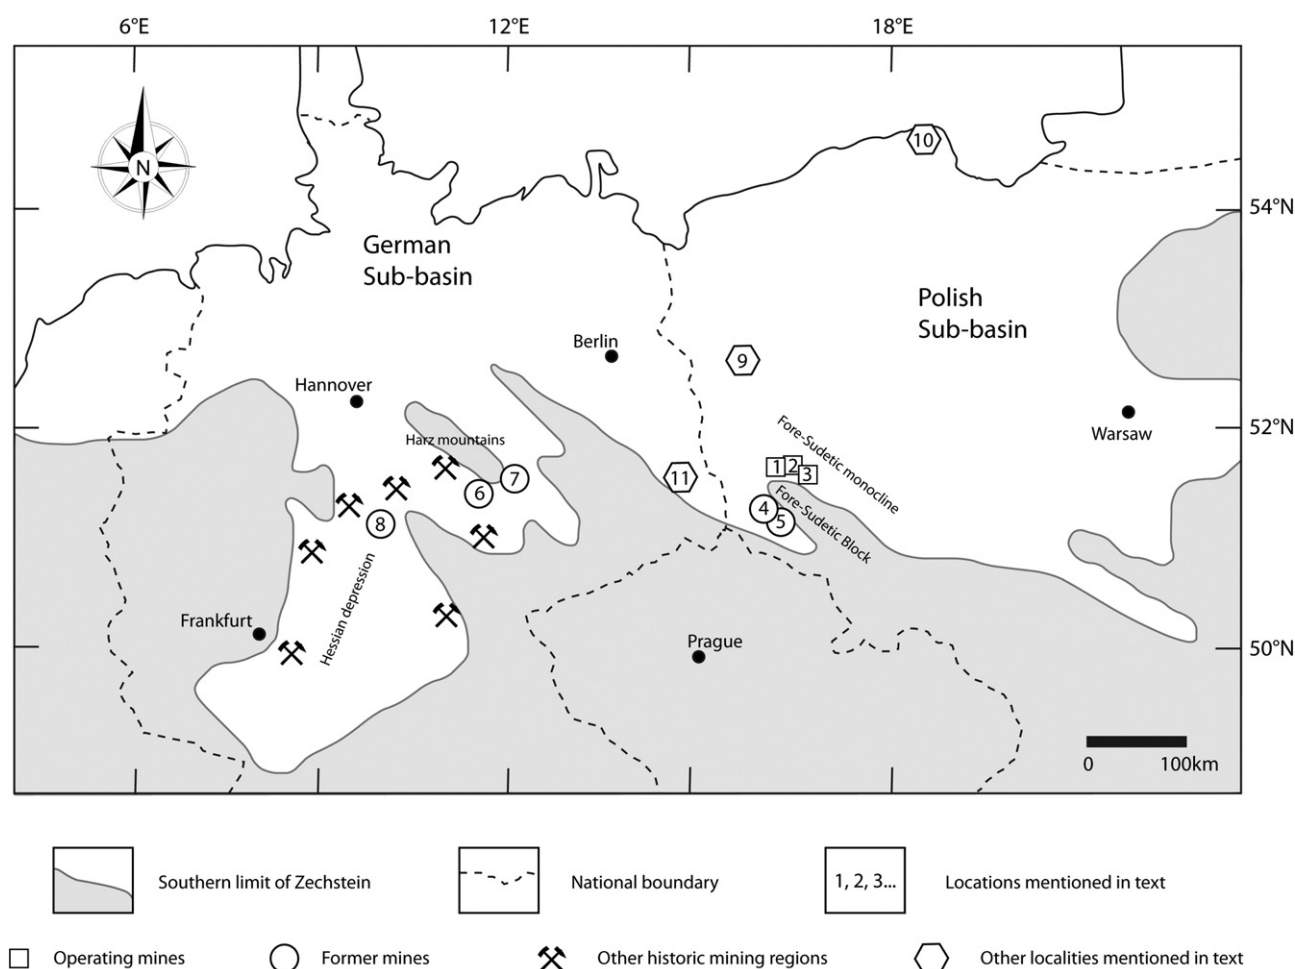 6°E
12°E
18°E
N
10
54°N
German
Sub-basin
Polish
Sub-basin
Berlin
9
Hannover
Warsaw
52°N
Harz mountains
Fore-Sudetic monocline
1
2
3
11
7
6
4
5
8
Fore-Sudetic Block
Hessian depression
Frankfurt
Prague
50°N
0
100km
Southern limit of Zechstein
National boundary
1, 2, 3...
Locations mentioned in text
Operating mines
Former mines
Other historic mining regions
Other localities mentioned in text